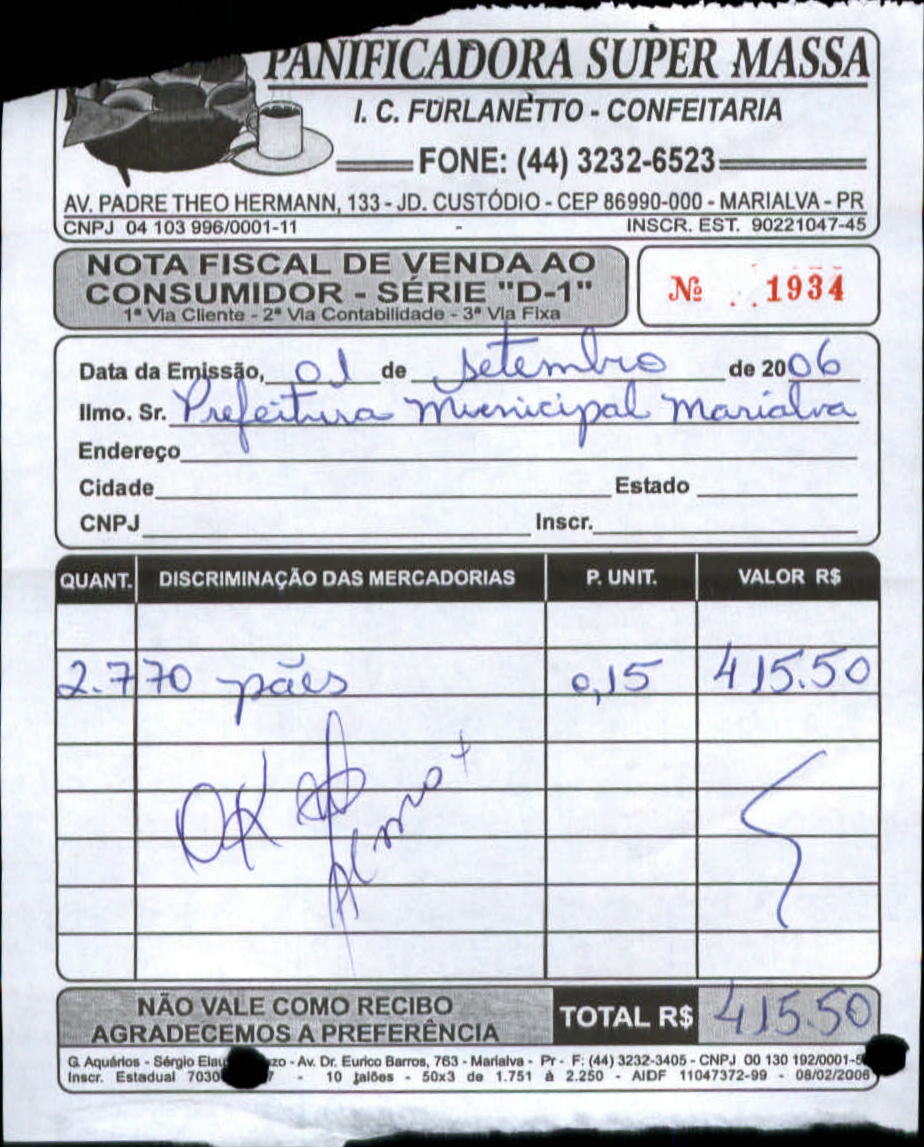 PANIFICADORA SUPER MASSA
I. C. FURLANETTO - CONFEITARIA
FONE: (44) 3232-6523
AV. PADRE THEO HERMANN, 133 - JD. CUSTÓDIO - CEP 86990-000 - MARIALVA - PR
CNPJ 04 103 996/0001-11 - INSCR. EST. 90221047-45
NOTA FISCAL DE VENDA AO
CONSUMIDOR - SÉRIE "D-1"
1ª Via Cliente - 2ª Via Contabilidade - 3ª Via Fixa
Nº 1934
Data da Emissão, 01 de setembro de 2006
Ilmo. Sr. Prefeitura Municipal Marialva
Endereço
Cidade Estado
CNPJ Inscr.
QUANT. DISCRIMINAÇÃO DAS MERCADORIAS P. UNIT. VALOR R$
2.770 pães 0,15 415.50
OK
NÃO VALE COMO RECIBO
AGRADECEMOS A PREFERÊNCIA
TOTAL R$ 415.50
G. Aquários - Sérgio - Av. Dr. Eurico Barros, 763 - Marialva - Pr - F: (44) 3232-3405 - CNPJ 00 130 192/0001-
Inscr. Estadual - 10 talões - 50x3 de 1.751 à 2.250 - AIDF 11047372-99 - 08/02/2006